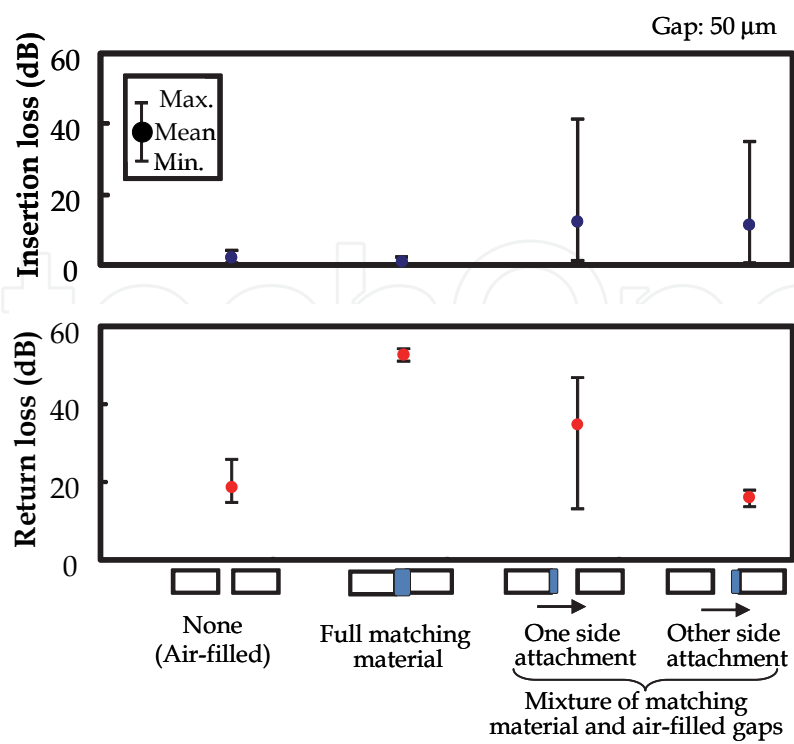 Gap: 50 µm
Insertion loss (dB)
60
40
20
0
Max.
Mean
Min.
Return loss (dB)
60
40
20
0
None
(Air-filled)
Full matching
material
One side
attachment
Other side
attachment
Mixture of matching
material and air-filled gaps